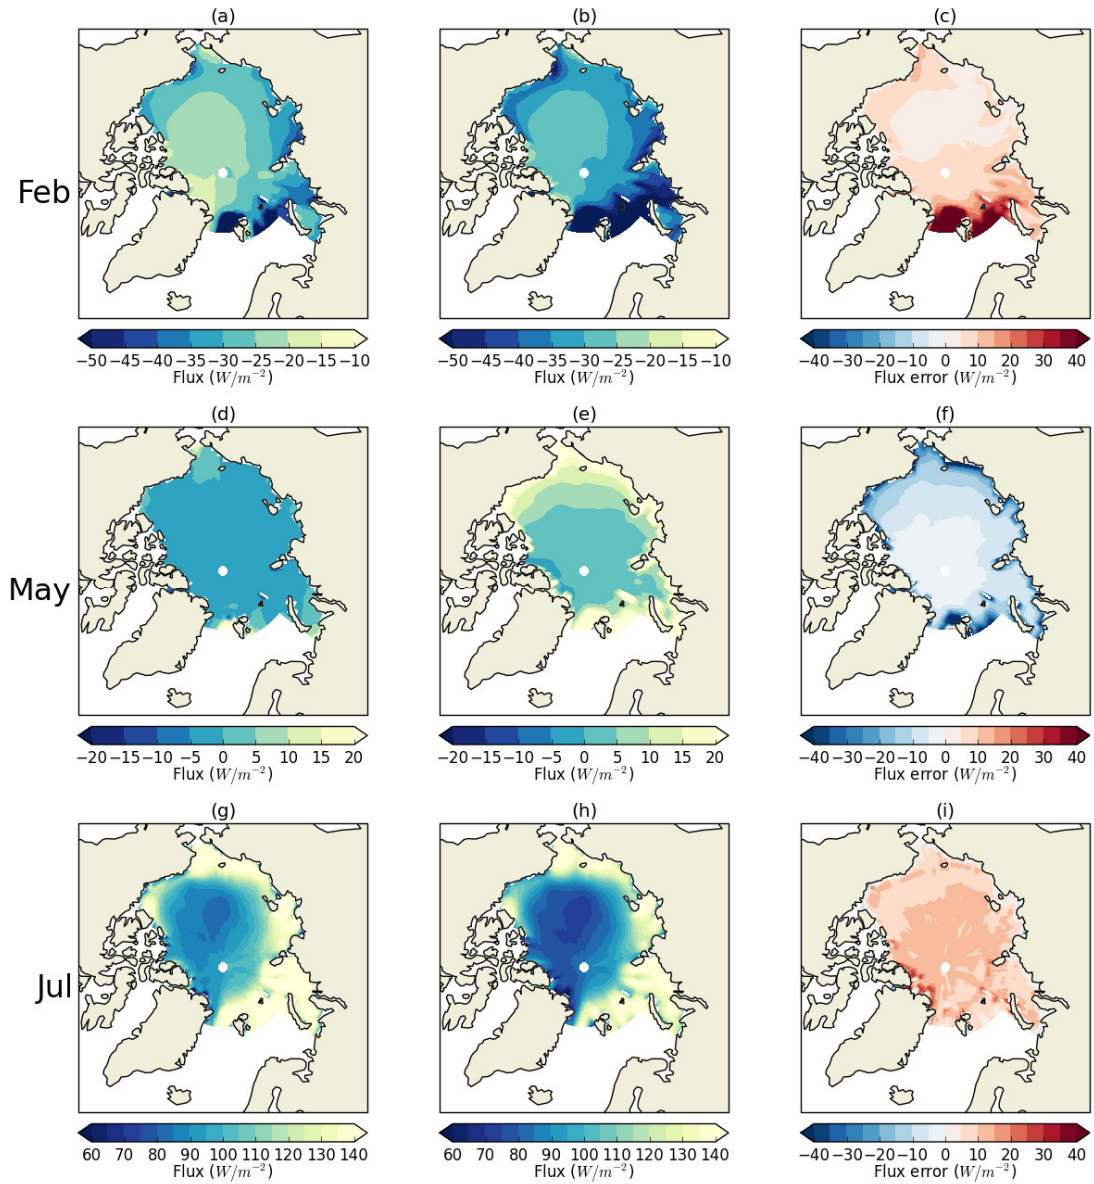 (a) (b) (c)
Feb
−50 −45 −40 −35 −30 −25 −20 −15 −10 −50 −45 −40 −35 −30 −25 −20 −15 −10 −40 −30 −20 −10 0 10 20 30 40
Flux (W/m⁻²) Flux (W/m⁻²) Flux error (W/m⁻²)
(d) (e) (f)
May
−20 −15 −10 −5 0 5 10 15 20 −20 −15 −10 −5 0 5 10 15 20 −40 −30 −20 −10 0 10 20 30 40
Flux (W/m⁻²) Flux (W/m⁻²) Flux error (W/m⁻²)
(g) (h) (i)
Jul
60 70 80 90 100 110 120 130 140 60 70 80 90 100 110 120 130 140 −40 −30 −20 −10 0 10 20 30 40
Flux (W/m⁻²) Flux (W/m⁻²) Flux error (W/m⁻²)